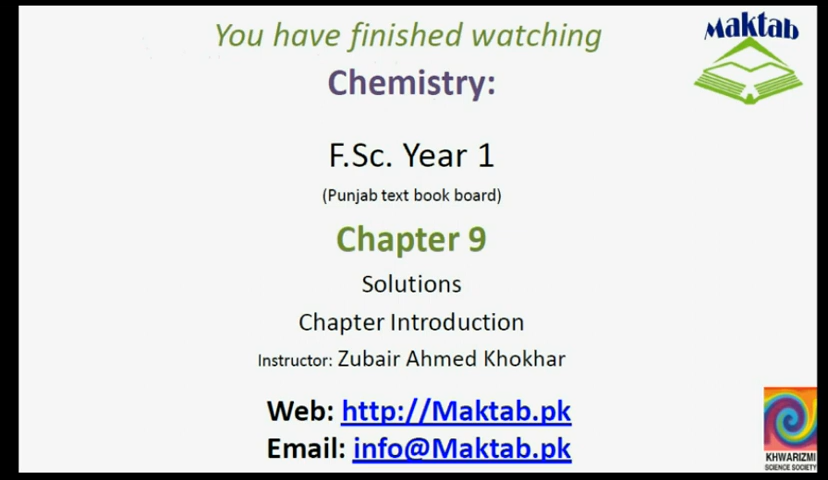 You have finished watching
Maktab
Chemistry:
F.Sc. Year 1
(Punjab text book board)
Chapter 9
Solutions
Chapter Introduction
Instructor: Zubair Ahmed Khokhar
Web: http://Maktab.pk
Email: info@Maktab.pk
KHWARIZMI
SCIENCE SOCIETY